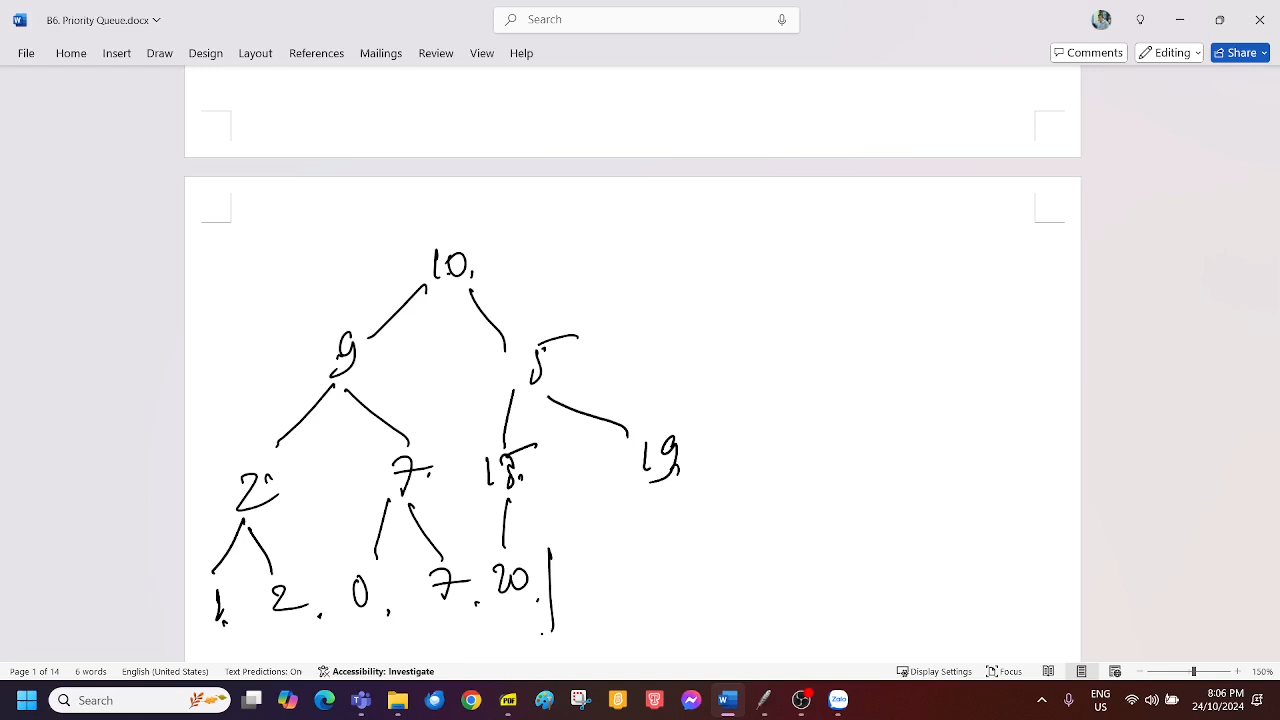 B6. Priority Queue.docx
Search
File Home Insert Draw Design Layout References Mailings Review View Help
Comments Editing Share
10.
9 5
2 7. 18. 19
1. 2. 0. 7. 20.
Page 1 of 14 6 words English (United States) Text Predictions: On Accessibility: Investigate Display Settings Focus 150%
Search PDF Zalo ENG US 8:06 PM 24/10/2024